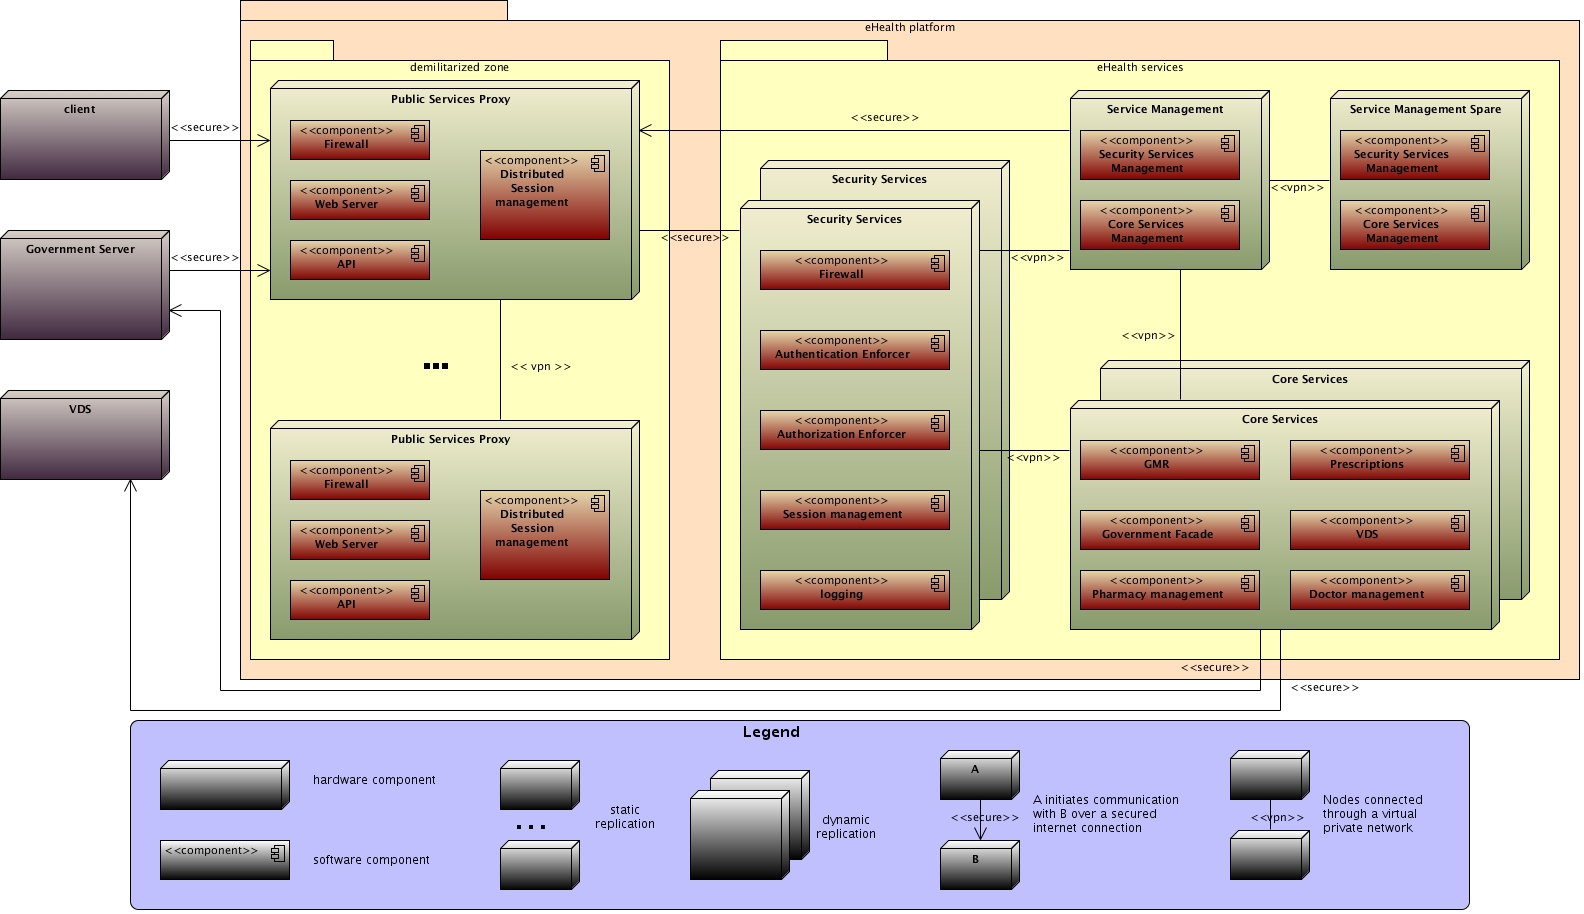 eHealth platform
demilitarized zone
eHealth services
client
<<secure>>
Government Server
<<secure>>
VDS
Public Services Proxy
<<component>>
Firewall
<<component>>
Web Server
<<component>>
API
<<component>>
Distributed
Session
management
<< vpn >>
Public Services Proxy
<<component>>
Firewall
<<component>>
Web Server
<<component>>
API
<<component>>
Distributed
Session
management
<<secure>>
<<secure>>
Security Services
Security Services
<<component>>
Firewall
<<component>>
Authentication Enforcer
<<component>>
Authorization Enforcer
<<component>>
Session management
<<component>>
logging
<<vpn>>
<<vpn>>
Service Management
<<component>>
Security Services
Management
<<component>>
Core Services
Management
<<vpn>>
Service Management Spare
<<component>>
Security Services
Management
<<component>>
Core Services
Management
<<vpn>>
Core Services
Core Services
<<component>>
GMR
<<component>>
Prescriptions
<<component>>
Government Facade
<<component>>
VDS
<<component>>
Pharmacy management
<<component>>
Doctor management
<<secure>>
<<secure>>
Legend
hardware component
<<component>>
software component
static
replication
dynamic
replication
A
<<secure>>
B
A initiates communication
with B over a secured
internet connection
<<vpn>>
Nodes connected
through a virtual
private network